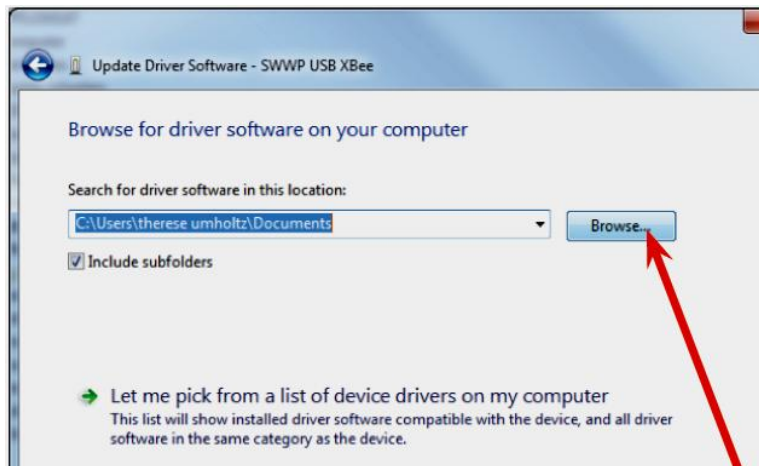 Update Driver Software - SWWP USB XBee
Browse for driver software on your computer
Search for driver software in this location:
C:\Users\therese umholtz\Documents
Browse...
Include subfolders
Let me pick from a list of device drivers on my computer
This list will show installed driver software compatible with the device, and all driver
software in the same category as the device.